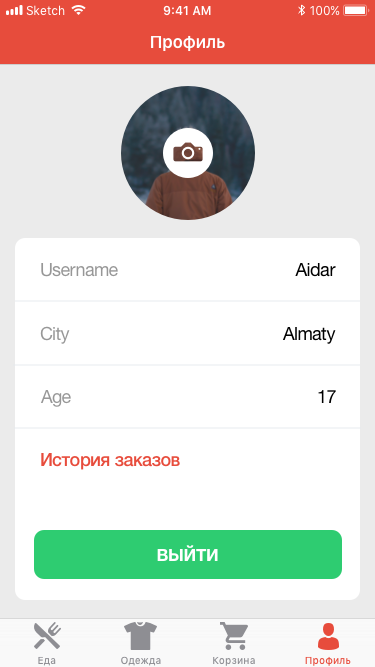 Sketch 9:41 AM 100%
Профиль
Username Aidar
City Almaty
Age 17
История заказов
ВЫЙТИ
Еда Одежда Корзина Профиль